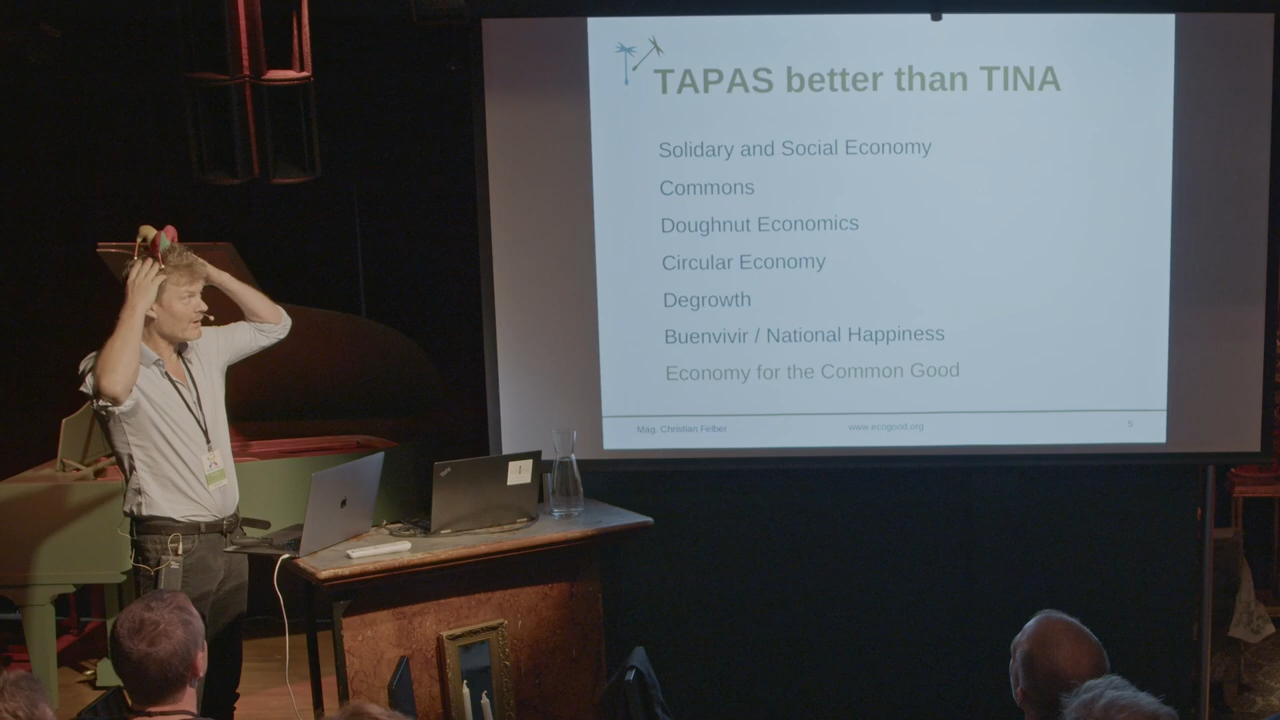 TAPAS better than TINA
Solidary and Social Economy
Commons
Doughnut Economics
Circular Economy
Degrowth
Buenvivir / National Happiness
Economy for the Common Good
Mag. Christian Felber
www.ecogood.org
5